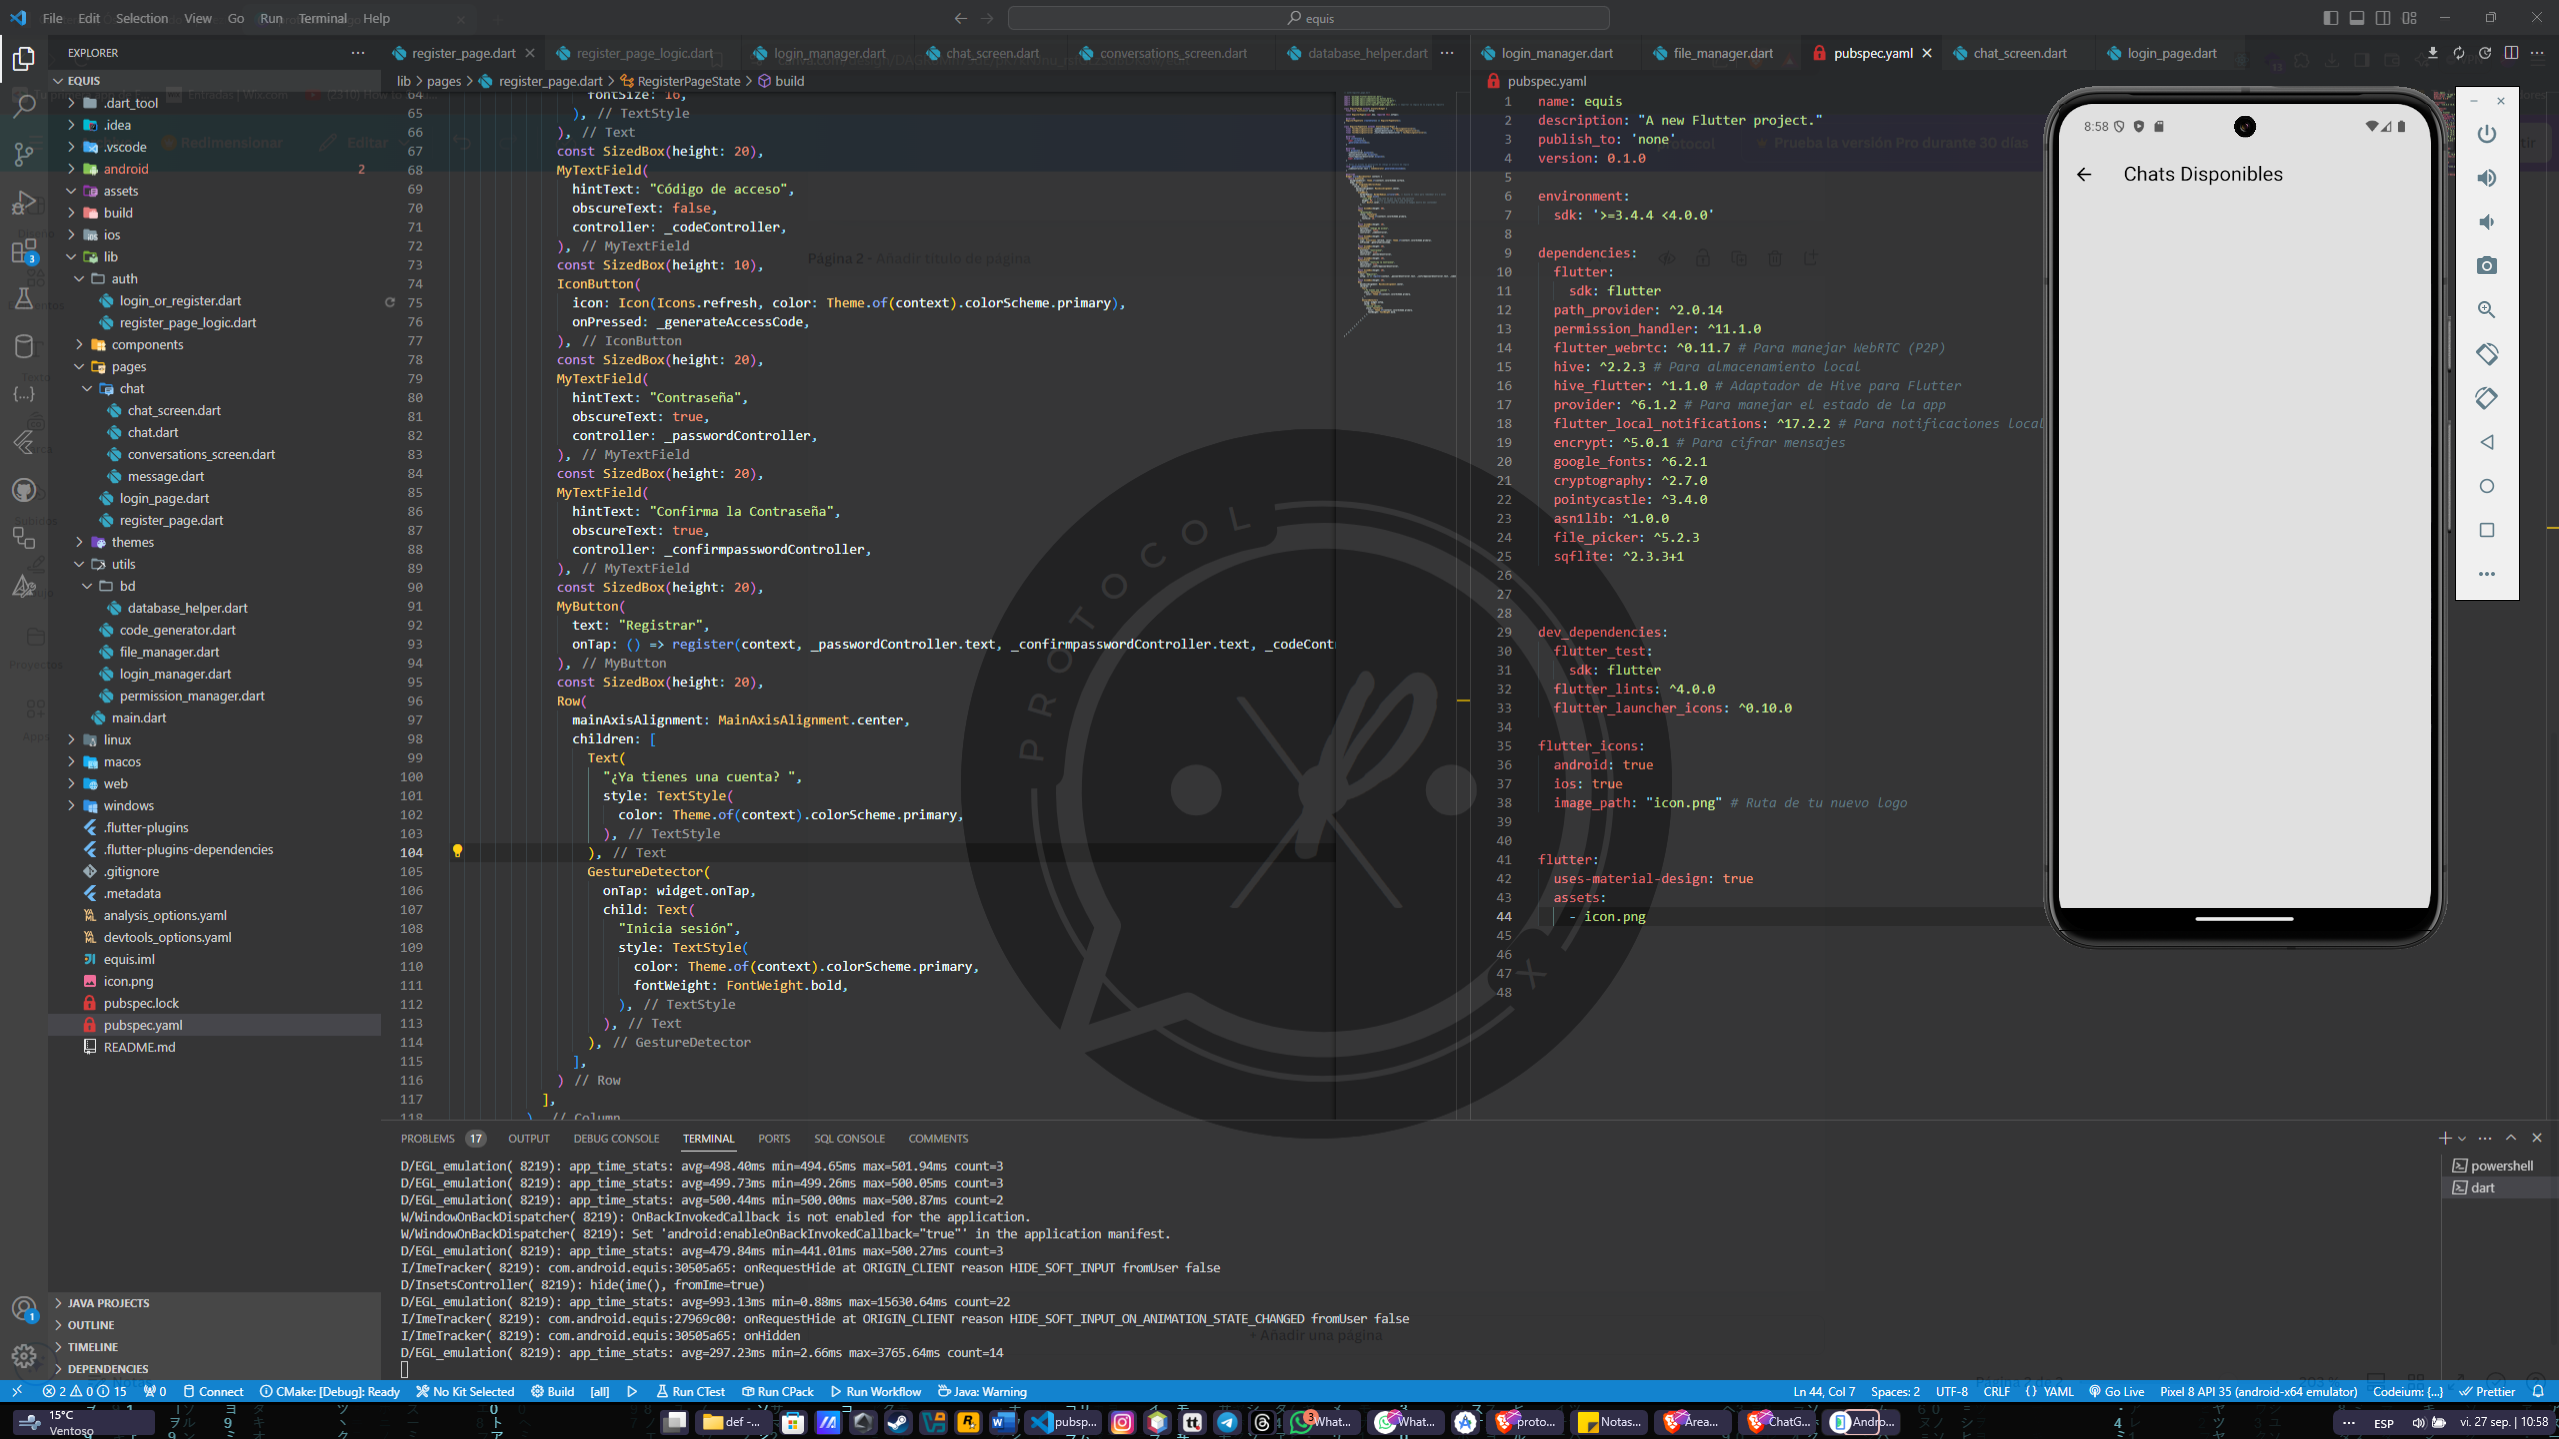 File Edit Selection View Go Run Terminal Help
equis
EXPLORER
EQUIS
.dart_tool
.idea
.vscode
android 2
assets
build
ios
lib
auth
login_or_register.dart
register_page_logic.dart
components
pages
chat
chat_screen.dart
chat.dart
conversations_screen.dart
message.dart
login_page.dart
register_page.dart
themes
utils
bd
database_helper.dart
code_generator.dart
file_manager.dart
login_manager.dart
permission_manager.dart
main.dart
linux
macos
web
windows
.flutter-plugins
.flutter-plugins-dependencies
.gitignore
.metadata
analysis_options.yaml
devtools_options.yaml
equis.iml
icon.png
pubspec.lock
pubspec.yaml
README.md
JAVA PROJECTS
OUTLINE
TIMELINE
DEPENDENCIES
3
1
register_page.dart register_page_logic.dart login_manager.dart chat_screen.dart conversations_screen.dart database_helper.dart
lib > pages > register_page.dart > RegisterPageState > build
64 fontSize: 16,
65 ), // TextStyle
66 ), // Text
67 const SizedBox(height: 20),
68 MyTextField(
69 hintText: "Código de acceso",
70 obscureText: false,
71 controller: _codeController,
72 ), // MyTextField
73 const SizedBox(height: 10),
74 IconButton(
75 icon: Icon(Icons.refresh, color: Theme.of(context).colorScheme.primary),
76 onPressed: _generateAccessCode,
77 ), // IconButton
78 const SizedBox(height: 20),
79 MyTextField(
80 hintText: "Contraseña",
81 obscureText: true,
82 controller: _passwordController,
83 ), // MyTextField
84 const SizedBox(height: 20),
85 MyTextField(
86 hintText: "Confirma la Contraseña",
87 obscureText: true,
88 controller: _confirmpasswordController,
89 ), // MyTextField
90 const SizedBox(height: 20),
91 MyButton(
92 text: "Registrar",
93 onTap: () => register(context, _passwordController.text, _confirmpasswordController.text, _codeContr
94 ), // MyButton
95 const SizedBox(height: 20),
96 Row(
97 mainAxisAlignment: MainAxisAlignment.center,
98 children: [
99 Text(
100 "¿Ya tienes una cuenta? ",
101 style: TextStyle(
102 color: Theme.of(context).colorScheme.primary,
103 ), // TextStyle
104 ), // Text
105 GestureDetector(
106 onTap: widget.onTap,
107 child: Text(
108 "Inicia sesión",
109 style: TextStyle(
110 color: Theme.of(context).colorScheme.primary,
111 fontWeight: FontWeight.bold,
112 ), // TextStyle
113 ), // Text
114 ), // GestureDetector
115 ],
116 ) // Row
117 ],
118 ), // Column
login_manager.dart file_manager.dart pubspec.yaml chat_screen.dart login_page.dart
pubspec.yaml
1 name: equis
2 description: "A new Flutter project."
3 publish_to: 'none'
4 version: 0.1.0
5
6 environment:
7 sdk: '>=3.4.4 <4.0.0'
8
9 dependencies:
10 flutter:
11 sdk: flutter
12 path_provider: ^2.0.14
13 permission_handler: ^11.1.0
14 flutter_webrtc: ^0.11.7 # Para manejar WebRTC (P2P)
15 hive: ^2.2.3 # Para almacenamiento local
16 hive_flutter: ^1.1.0 # Adaptador de Hive para Flutter
17 provider: ^6.1.2 # Para manejar el estado de la app
18 flutter_local_notifications: ^17.2.2 # Para notificaciones local
19 encrypt: ^5.0.1 # Para cifrar mensajes
20 google_fonts: ^6.2.1
21 cryptography: ^2.7.0
22 pointycastle: ^3.4.0
23 asn1lib: ^1.0.0
24 file_picker: ^5.2.3
25 sqflite: ^2.3.3+1
26
27
28
29 dev_dependencies:
30 flutter_test:
31 sdk: flutter
32 flutter_lints: ^4.0.0
33 flutter_launcher_icons: ^0.10.0
34
35 flutter_icons:
36 android: true
37 ios: true
38 image_path: "icon.png" # Ruta de tu nuevo logo
39
40
41 flutter:
42 uses-material-design: true
43 assets:
44 - icon.png
45
46
47
48
Redimensionar
Editar
Prueba la versión Pro durante 30 días
Página 2 - Añadir título de página
+ Añadir una página
PROTOCOL
X
8:58
Chats Disponibles
PROBLEMS 17 OUTPUT DEBUG CONSOLE TERMINAL PORTS SQL CONSOLE COMMENTS
D/EGL_emulation( 8219): app_time_stats: avg=498.40ms min=494.65ms max=501.94ms count=3
D/EGL_emulation( 8219): app_time_stats: avg=499.73ms min=499.26ms max=500.05ms count=3
D/EGL_emulation( 8219): app_time_stats: avg=500.44ms min=500.00ms max=500.87ms count=2
W/WindowOnBackDispatcher( 8219): OnBackInvokedCallback is not enabled for the application.
W/WindowOnBackDispatcher( 8219): Set 'android:enableOnBackInvokedCallback="true"' in the application manifest.
D/EGL_emulation( 8219): app_time_stats: avg=479.84ms min=441.01ms max=500.27ms count=3
I/ImeTracker( 8219): com.android.equis:30505a65: onRequestHide at ORIGIN_CLIENT reason HIDE_SOFT_INPUT fromUser false
D/InsetsController( 8219): hide(ime(), fromIme=true)
D/EGL_emulation( 8219): app_time_stats: avg=993.13ms min=0.88ms max=15630.64ms count=22
I/ImeTracker( 8219): com.android.equis:27969c00: onRequestHide at ORIGIN_CLIENT reason HIDE_SOFT_INPUT_ON_ANIMATION_STATE_CHANGED fromUser false
I/ImeTracker( 8219): com.android.equis:30505a65: onHidden
D/EGL_emulation( 8219): app_time_stats: avg=297.23ms min=2.66ms max=3765.64ms count=14
powershell
dart
2 0 15 0 Connect CMake: [Debug]: Ready No Kit Selected Build [all] Run CTest Run CPack Run Workflow Java: Warning
Ln 44, Col 7 Spaces: 2 UTF-8 CRLF {} YAML Go Live Pixel 8 API 35 (android-x64 emulator) Codeium: {...} Prettier
15°C
Ventoso
def -... pubsp... What... What... proto... Notas... Area... ChatG... Andro...
ESP vi. 27 sep. | 10:58